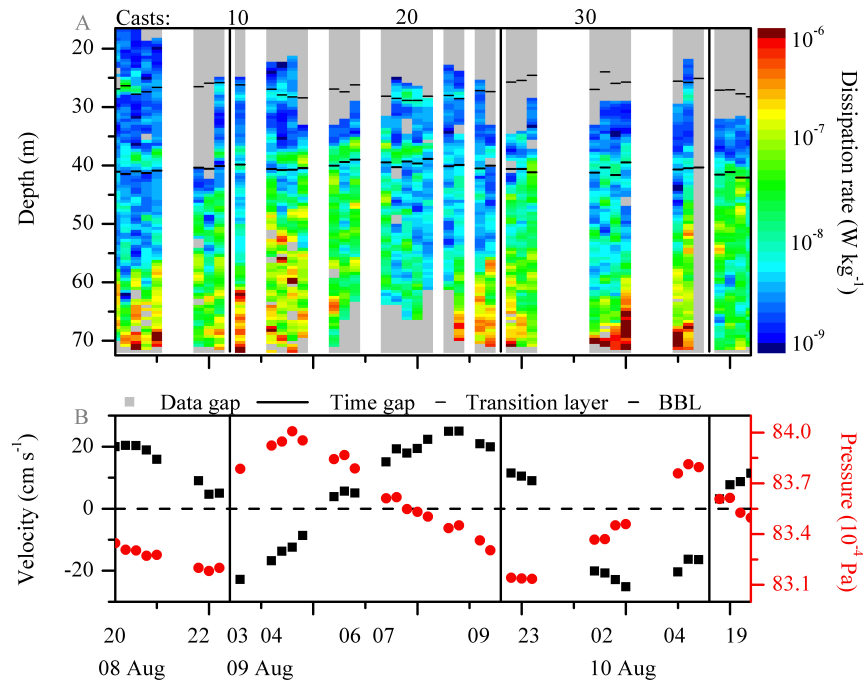 A Casts: 10 20 30
20
30
40
50
60
70
Depth (m)
10-6
10-7
10-8
10-9
Dissipation rate (W kg-1)
B Data gap Time gap Transition layer BBL
20
0
-20
Velocity (cm s-1)
84.0
83.7
83.4
83.1
Pressure (10-4 Pa)
20 22 03 04 06 07 09 23 02 04 19
08 Aug 09 Aug 10 Aug